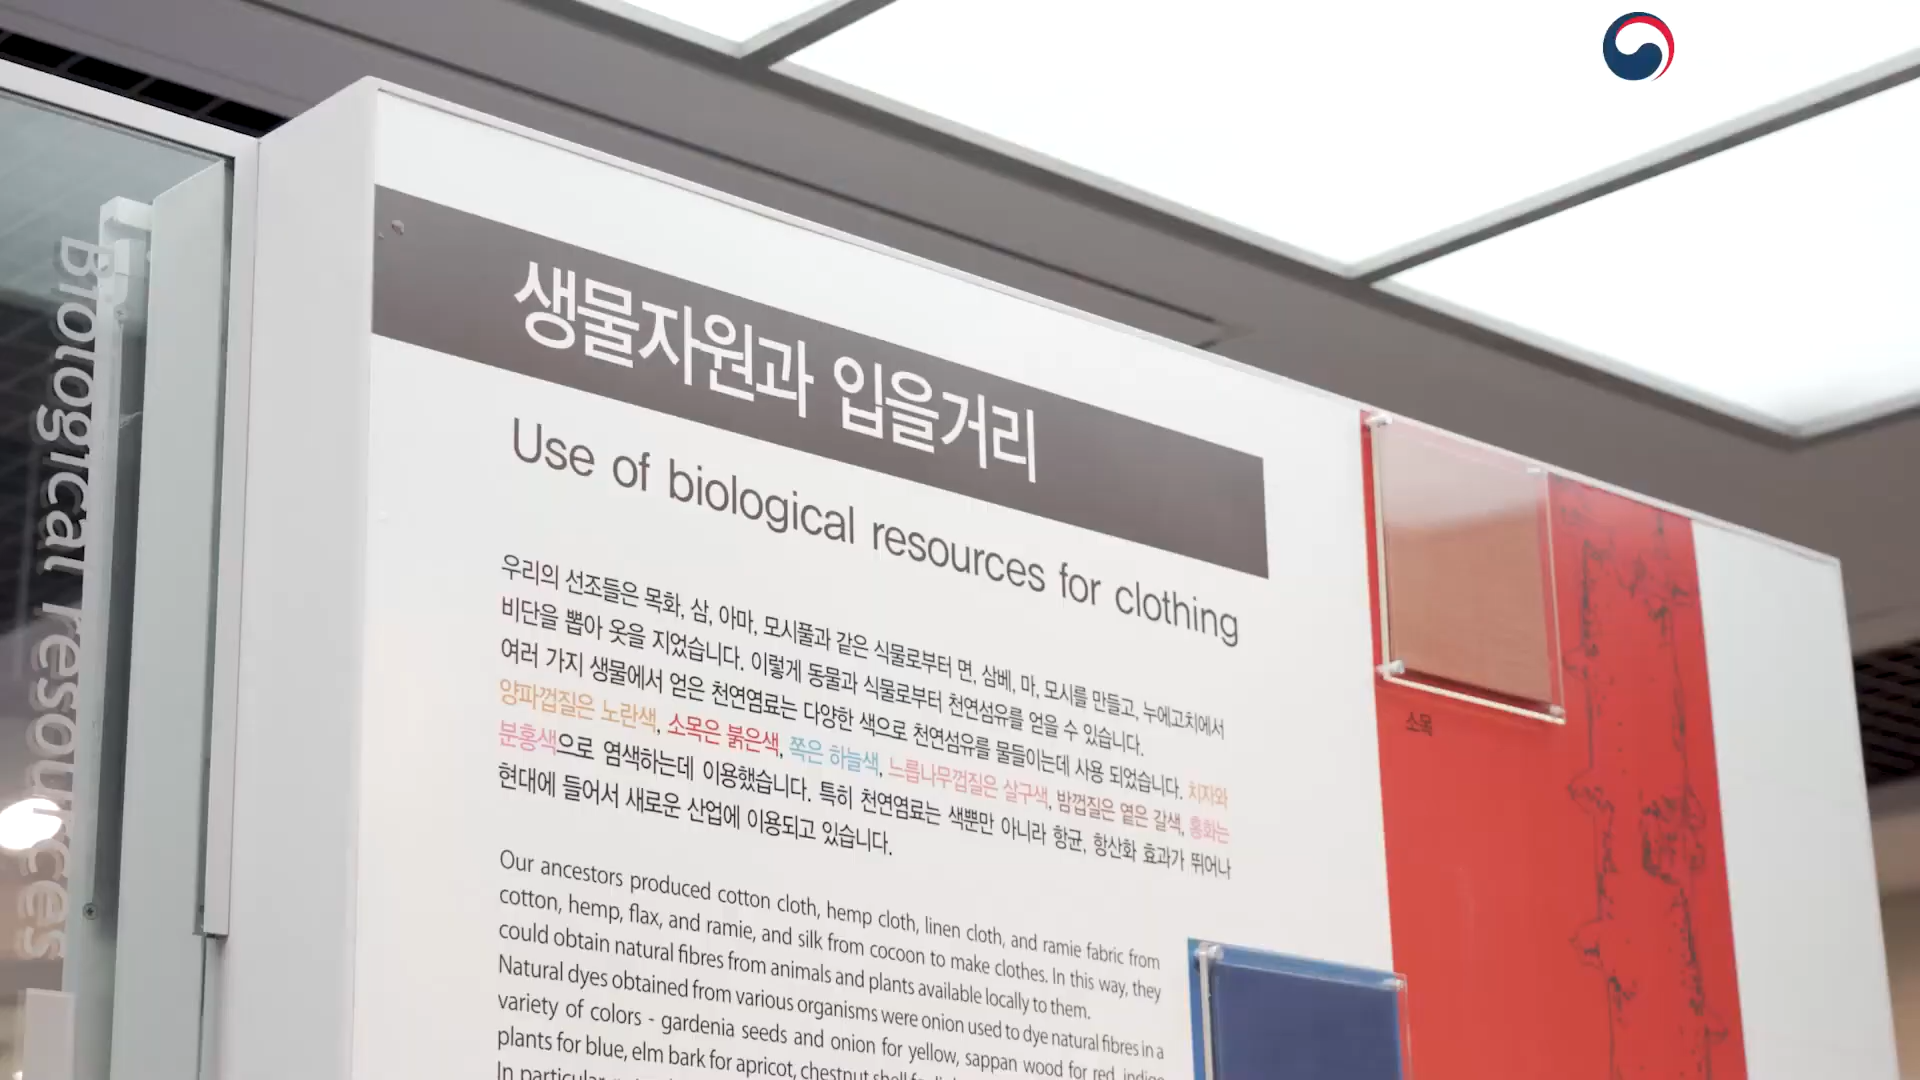 생물자원과 입을거리
Use of biological resources for clothing
우리의 선조들은 목화, 삼, 아마, 모시풀과 같은 식물로부터 면, 삼베, 마, 모시를 만들고, 누에고치에서
비단을 뽑아 옷을 지었습니다. 이렇게 동물과 식물로부터 천연섬유를 얻을 수 있습니다.
여러 가지 생물에서 얻은 천연염료는 다양한 색으로 천연섬유를 물들이는데 사용 되었습니다. 치자와
양파껍질은 노란색, 소목은 붉은색, 쪽은 하늘색, 느릅나무껍질은 살구색, 밤껍질은 옅은 갈색, 홍화는
분홍색으로 염색하는데 이용했습니다. 특히 천연염료는 색뿐만 아니라 항균, 항산화 효과가 뛰어나
현대에 들어서 새로운 산업에 이용되고 있습니다.
Our ancestors produced cotton cloth, hemp cloth, linen cloth, and ramie fabric from
cotton, hemp, flax, and ramie, and silk from cocoon to make clothes. In this way, they
could obtain natural fibres from animals and plants available locally to them.
Natural dyes obtained from various organisms were onion used to dye natural fibres in a
variety of colors - gardenia seeds and onion for yellow, sappan wood for red, indigo
plants for blue, elm bark for apricot, chestnut shell
In particular
소목
Biological resources